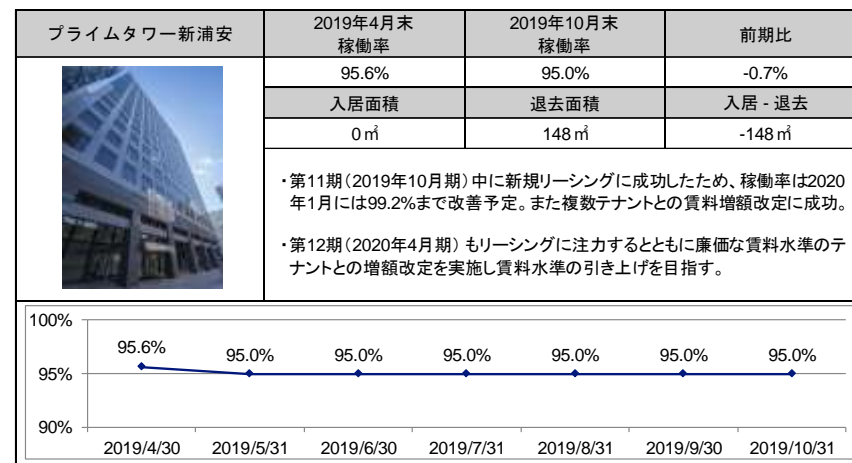 プライムタワー新浦安
2019年4月末
稼働率
2019年10月末
稼働率
前期比
95.6%
95.0%
-0.7%
入居面積
退去面積
入居 - 退去
0㎡
148㎡
-148㎡
・第11期(2019年10月期)中に新規リーシングに成功したため、稼働率は2020
年1月には99.2%まで改善予定。また複数テナントとの賃料増額改定に成功。
・第12期(2020年4月期) もリーシングに注力するとともに廉価な賃料水準のテ
ナントとの増額改定を実施し賃料水準の引き上げを目指す。
100%
95%
90%
95.6%
95.0%
95.0%
95.0%
95.0%
95.0%
95.0%
2019/4/30
2019/5/31
2019/6/30
2019/7/31
2019/8/31
2019/9/30
2019/10/31